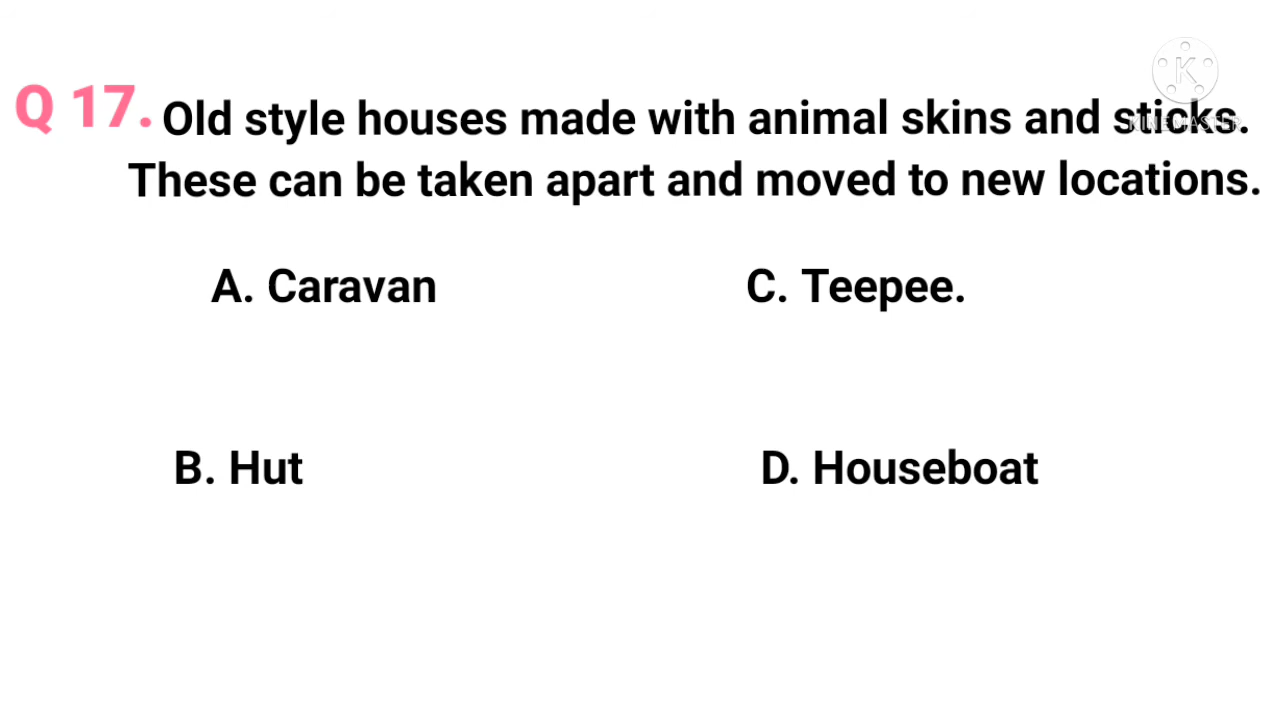 Q 17. Old style houses made with animal skins and sticks.
These can be taken apart and moved to new locations.
A. Caravan
C. Teepee.
B. Hut
D. Houseboat
K
KINEMASTER